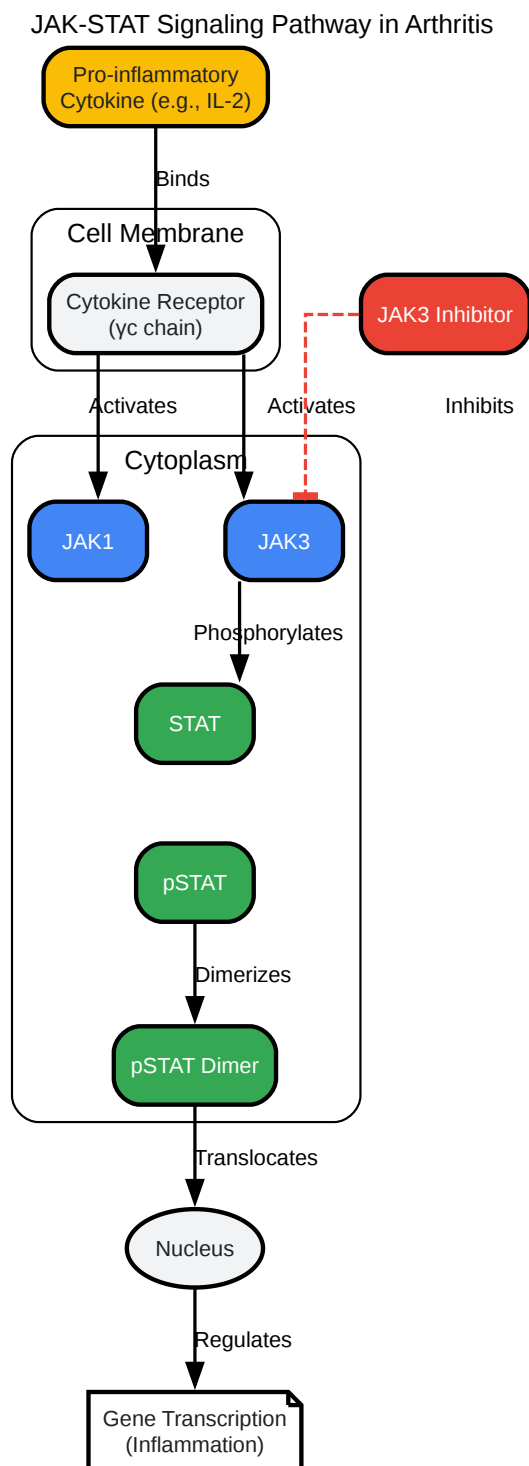 JAK-STAT Signaling Pathway in Arthritis
Pro-inflammatory
Cytokine (e.g., IL-2)
Binds
Cell Membrane
Cytokine Receptor
(γc chain)
JAK3 Inhibitor
Activates
Activates
Inhibits
Cytoplasm
JAK1
JAK3
Phosphorylates
STAT
pSTAT
Dimerizes
pSTAT Dimer
Translocates
Nucleus
Regulates
Gene Transcription
(Inflammation)